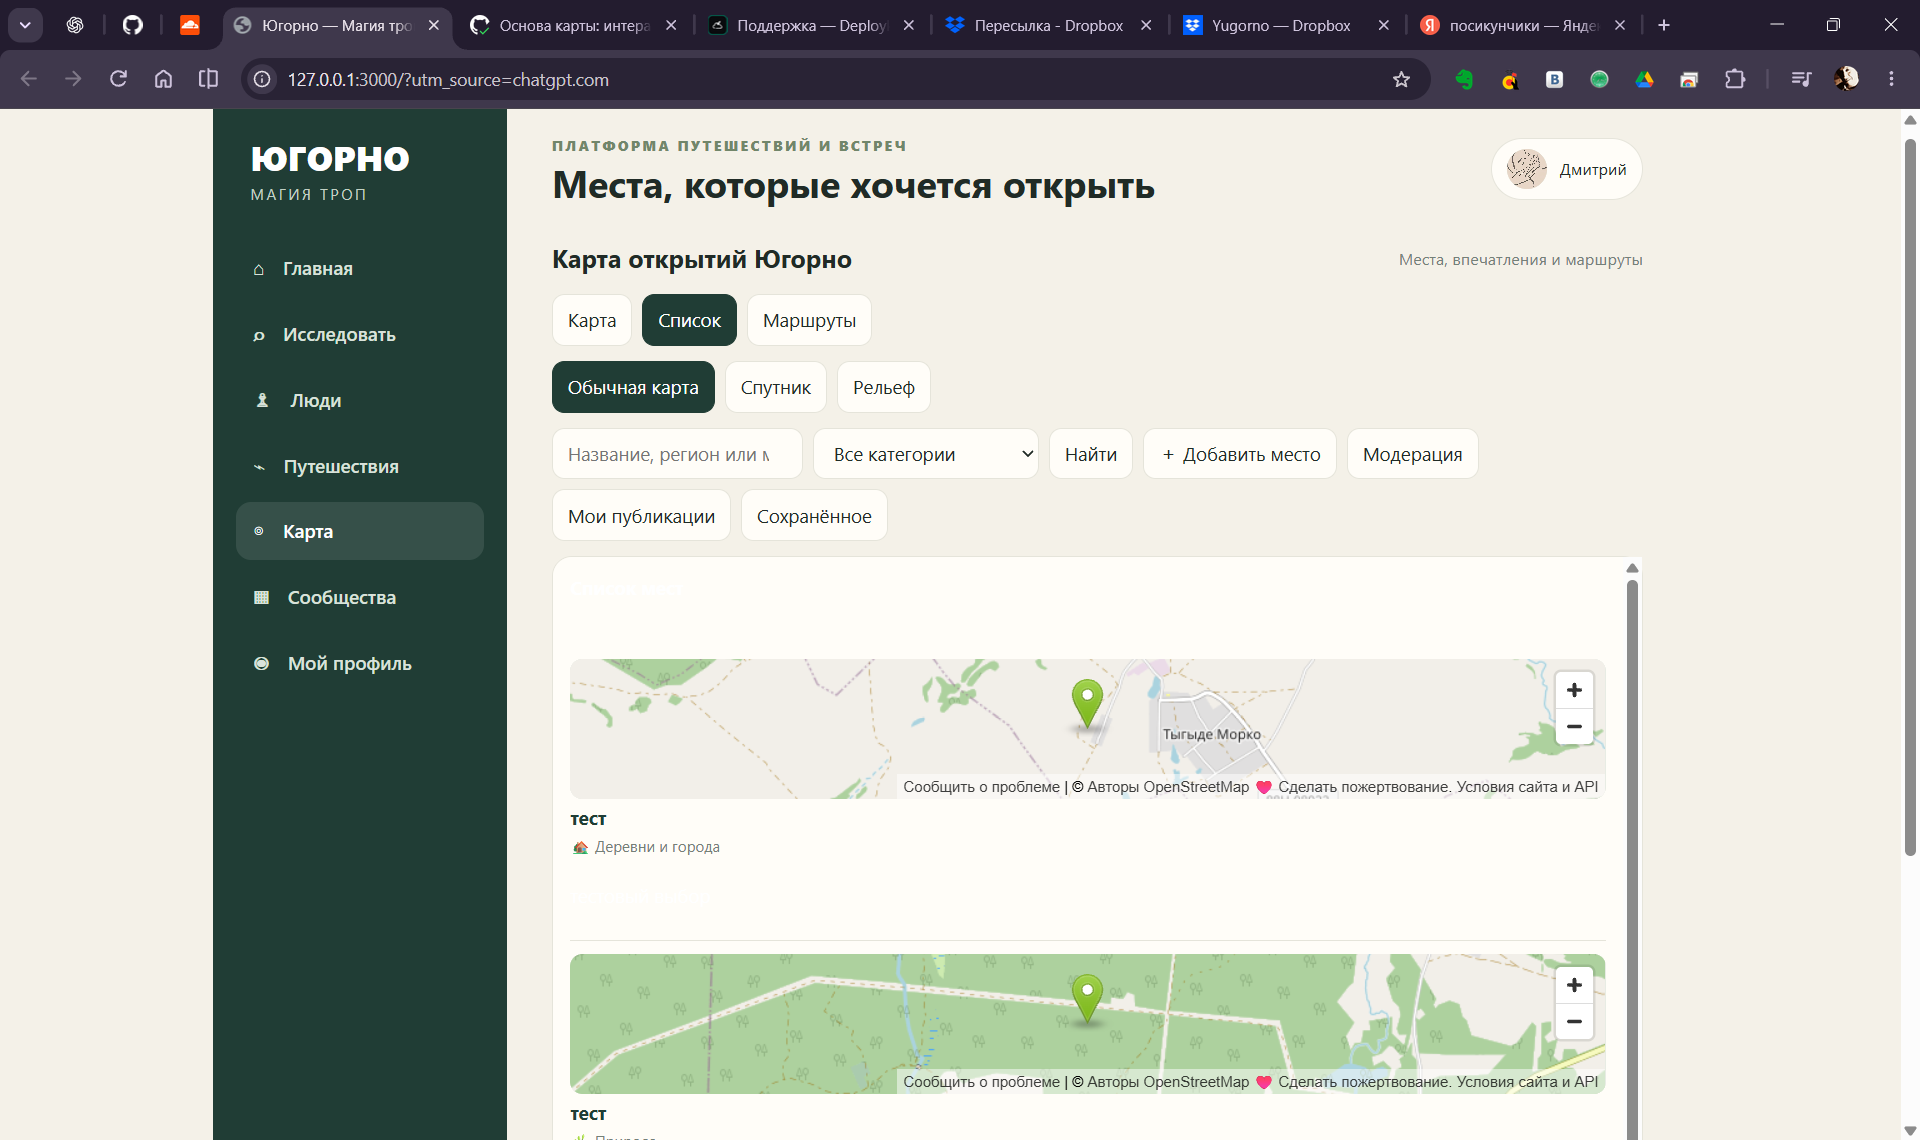 Югорно — Магия тро
Основа карты: интера
Поддержка — Deploy
Пересылка - Dropbox
Yugorno — Dropbox
посикунчики — Янде
127.0.0.1:3000/?utm_source=chatgpt.com
ЮГОРНО
МАГИЯ ТРОП
Главная
Исследовать
Люди
Путешествия
Карта
Сообщества
Мой профиль
ПЛАТФОРМА ПУТЕШЕСТВИЙ И ВСТРЕЧ
Места, которые хочется открыть
Дмитрий
Карта открытий Югорно
Места, впечатления и маршруты
Карта Список Маршруты
Обычная карта Спутник Рельеф
Название, регион или Все категории Найти + Добавить место Модерация
Мои публикации Сохранённое
Тыгыде Морко
+
−
Сообщить о проблеме | © Авторы OpenStreetMap ♥ Сделать пожертвование. Условия сайта и API
тест
Деревни и города
+
−
Сообщить о проблеме | © Авторы OpenStreetMap ♥ Сделать пожертвование. Условия сайта и API
тест